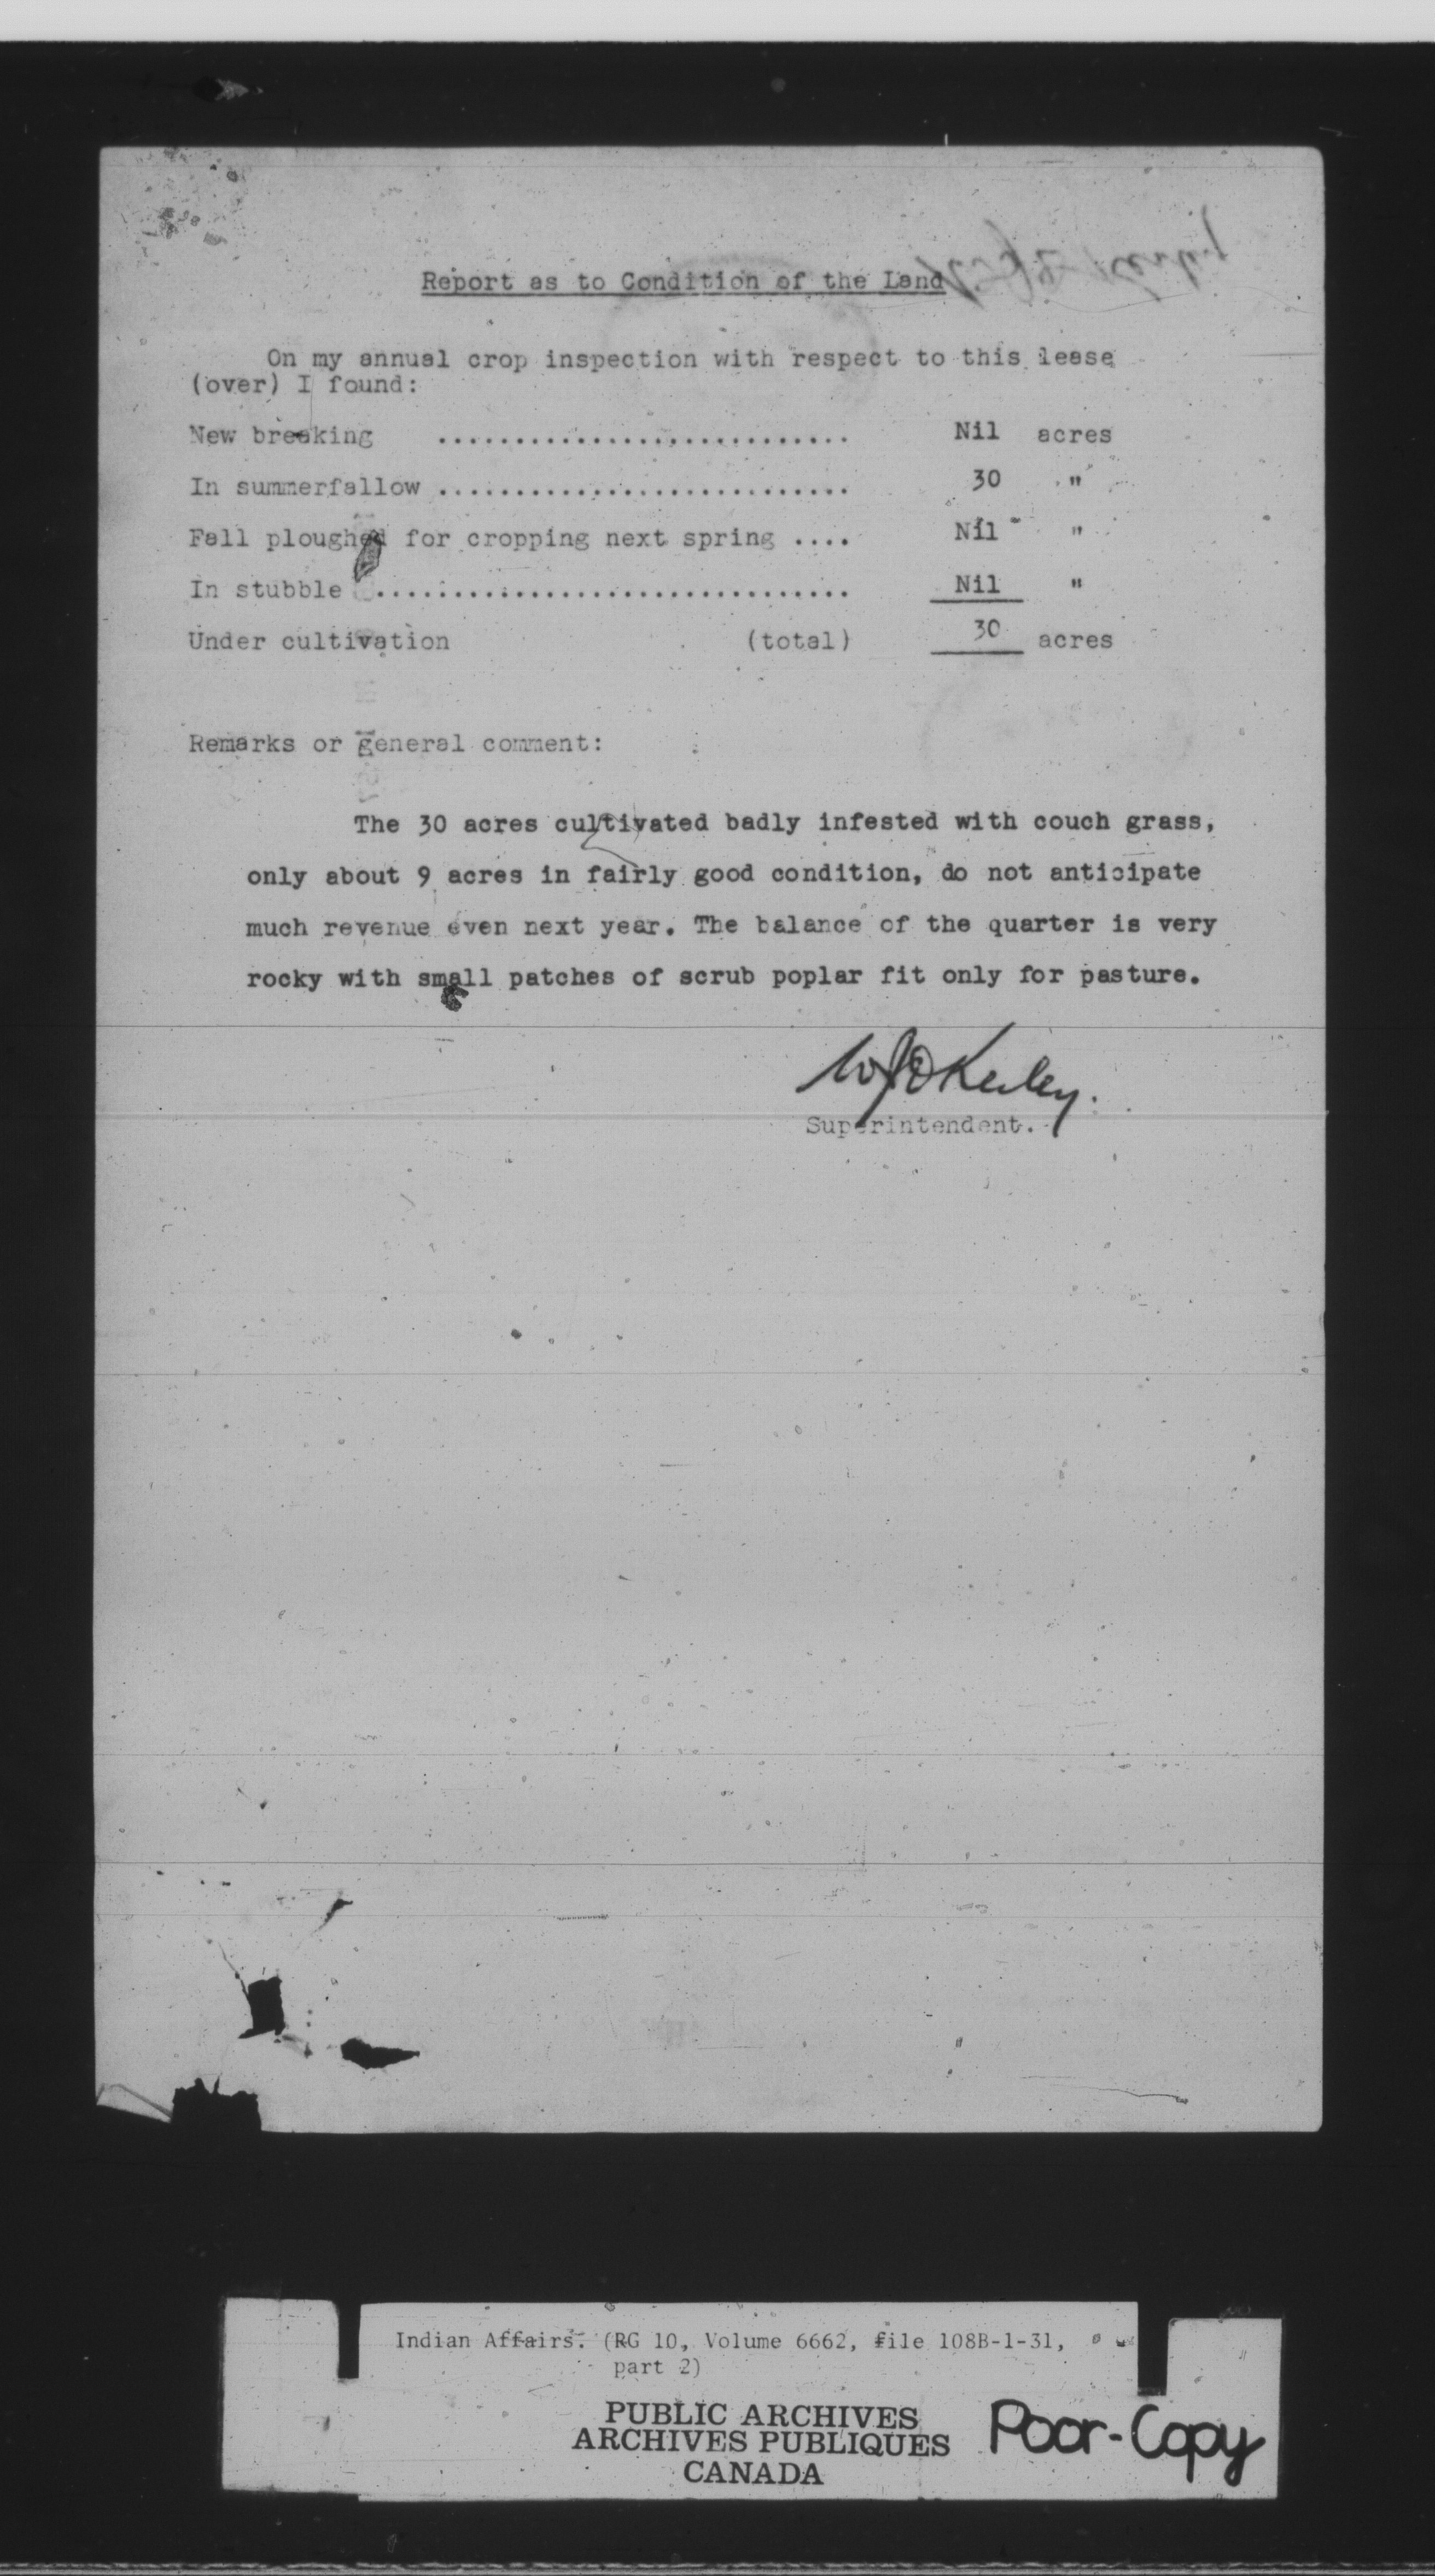 Report as to Condition of the Land
On my annual crop inspection with respect to this lease
(over) I found:
New breaking ........................... Nil acres
In summerfallow ........................... 30 "
Fall ploughed for cropping next spring .... Nil "
In stubble ............................... Nil "
Under cultivation (total) 30 acres
Remarks or general comment:
The 30 acres cultivated badly infested with couch grass,
only about 9 acres in fairly good condition, do not anticipate
much revenue even next year. The balance of the quarter is very
rocky with small patches of scrub poplar fit only for pasture.
Kerley.
Superintendent.
Indian Affairs. (RG 10, Volume 6662, file 108B-1-31,
part 2)
PUBLIC ARCHIVES
ARCHIVES PUBLIQUES
CANADA
Poor-Copy